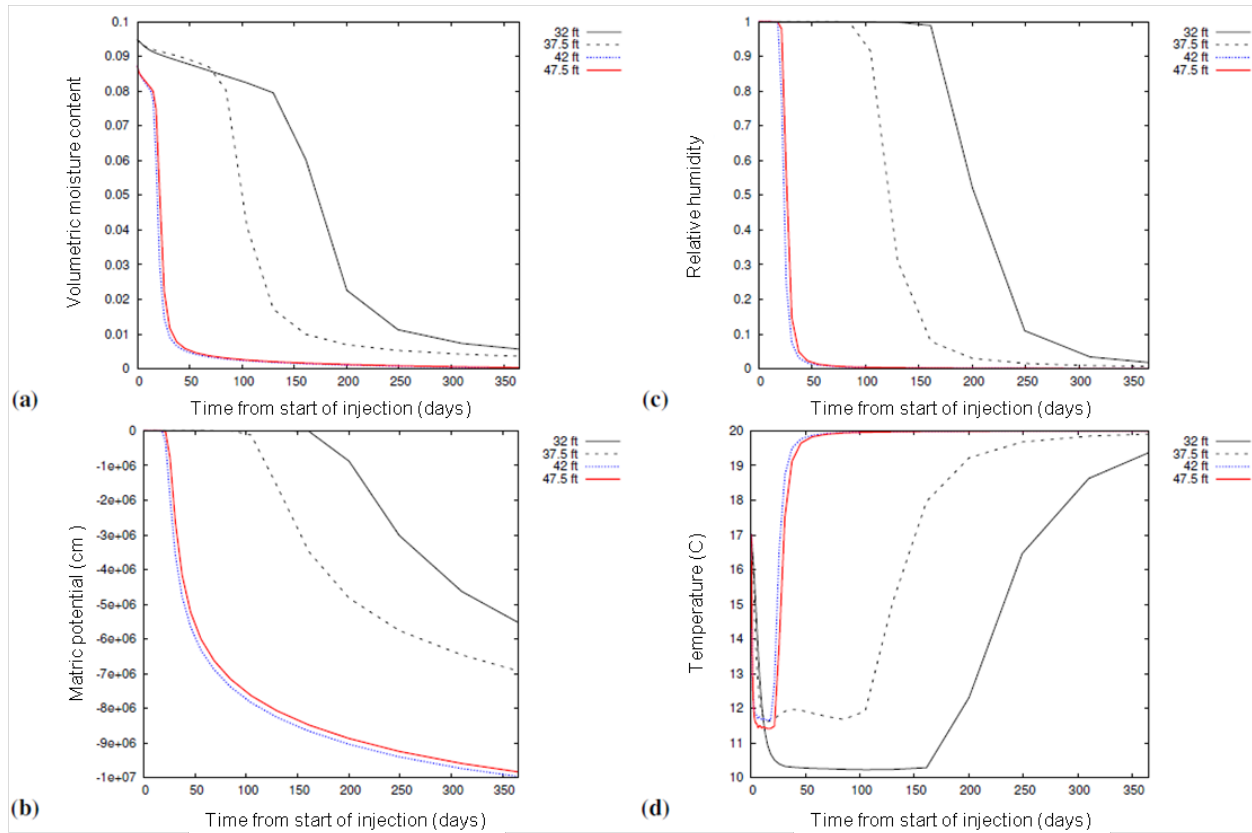 0.1
0.09
0.08
0.07
0.06
0.05
0.04
0.03
0.02
0.01
0
Volumetric moisture content
0 50 100 150 200 250 300 350
Time from start of injection (days)
(a)
32 ft
37.5 ft
42 ft
47.5 ft
1
0.9
0.8
0.7
0.6
0.5
0.4
0.3
0.2
0.1
0
Relative humidity
0 50 100 150 200 250 300 350
Time from start of injection (days)
(c)
32 ft
37.5 ft
42 ft
47.5 ft
0
-1e+06
-2e+06
-3e+06
-4e+06
-5e+06
-6e+06
-7e+06
-8e+06
-9e+06
-1e+07
Matric potential (cm )
0 50 100 150 200 250 300 350
Time from start of injection (days)
(b)
32 ft
37.5 ft
42 ft
47.5 ft
20
19
18
17
16
15
14
13
12
11
10
Temperature (C)
0 50 100 150 200 250 300 350
Time from start of injection (days)
(d)
32 ft
37.5 ft
42 ft
47.5 ft